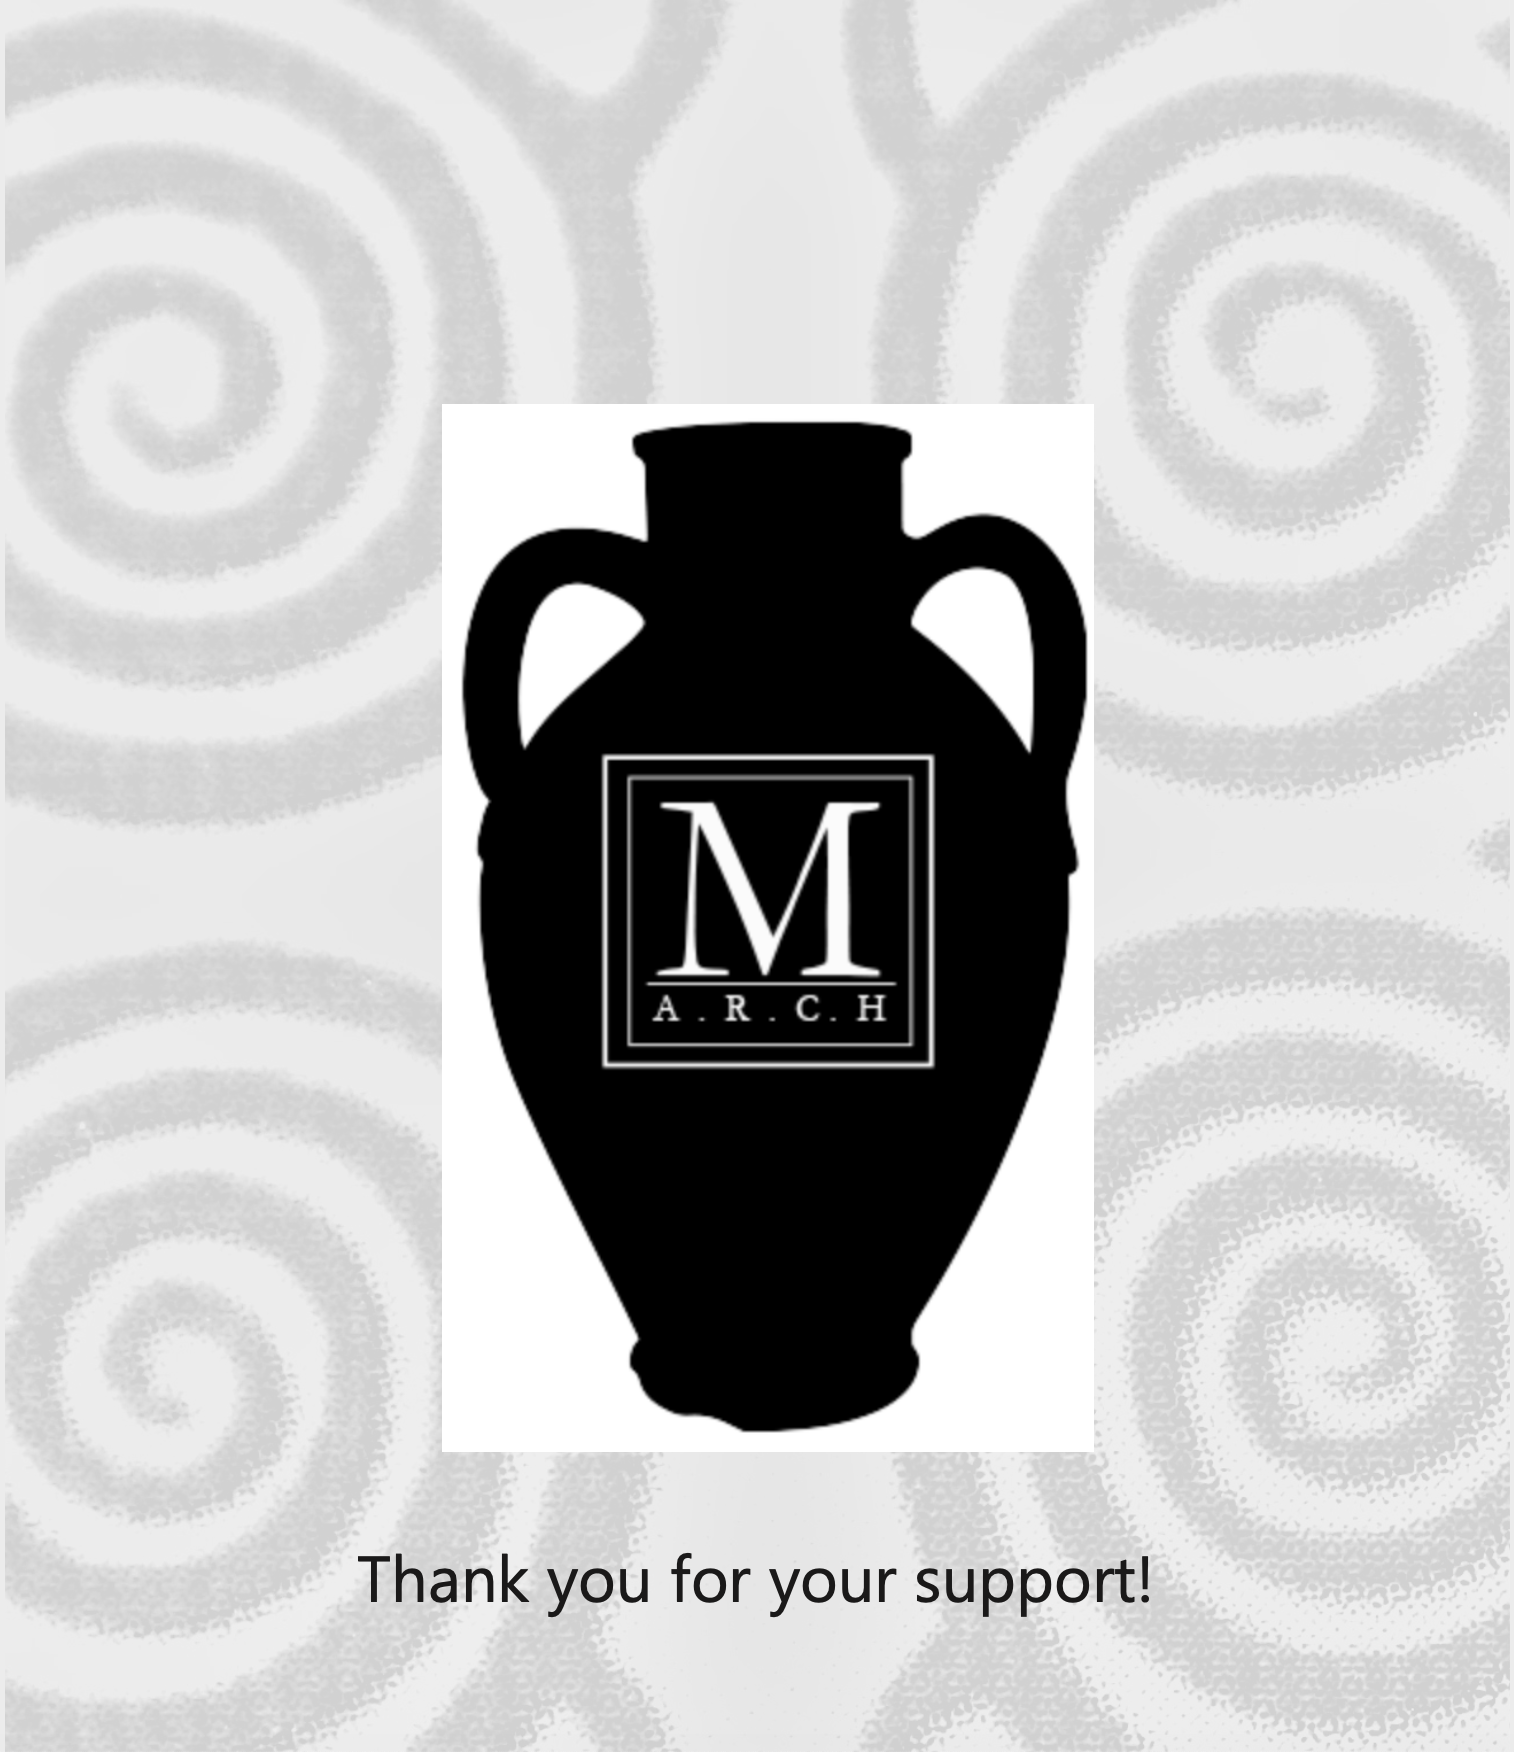 M
A . R . C . H
Thank you for your support!